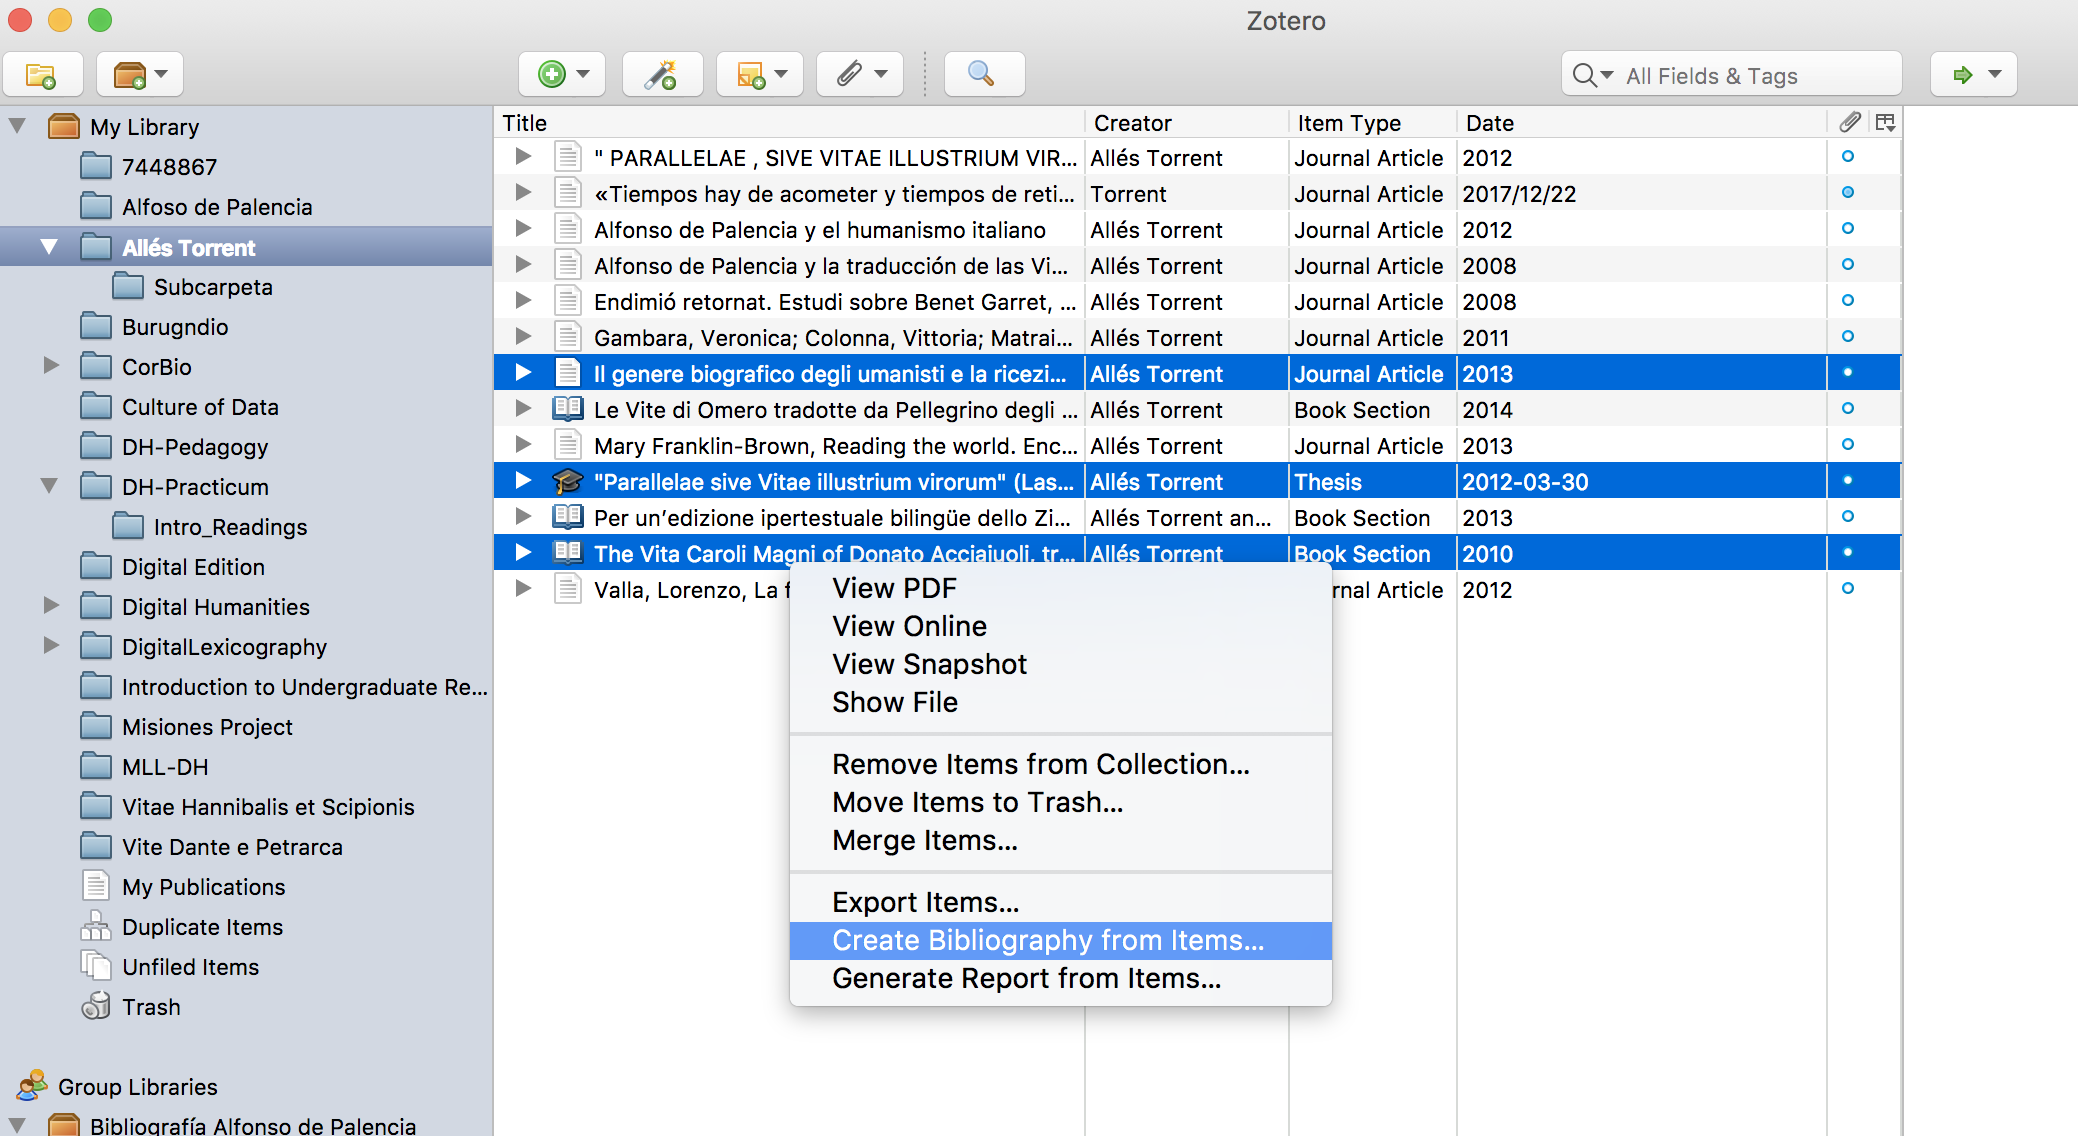 Zotero
All Fields & Tags
My Library
7448867
Alfoso de Palencia
Allés Torrent
Subcarpeta
Burugndio
CorBio
Culture of Data
DH-Pedagogy
DH-Practicum
Intro_Readings
Digital Edition
Digital Humanities
DigitalLexicography
Introduction to Undergraduate Re...
Misiones Project
MLL-DH
Vitae Hannibalis et Scipionis
Vite Dante e Petrarca
My Publications
Duplicate Items
Unfiled Items
Trash
Group Libraries
Bibliografía Alfonso de Palencia
Title Creator Item Type Date
" PARALLELAE , SIVE VITAE ILLUSTRIUM VIR... Allés Torrent Journal Article 2012
«Tiempos hay de acometer y tiempos de reti... Torrent Journal Article 2017/12/22
Alfonso de Palencia y el humanismo italiano Allés Torrent Journal Article 2012
Alfonso de Palencia y la traducción de las Vi... Allés Torrent Journal Article 2008
Endimió retornat. Estudi sobre Benet Garret, ... Allés Torrent Journal Article 2008
Gambara, Veronica; Colonna, Vittoria; Matrai... Allés Torrent Journal Article 2011
Il genere biografico degli umanisti e la ricezi... Allés Torrent Journal Article 2013
Le Vite di Omero tradotte da Pellegrino degli ... Allés Torrent Book Section 2014
Mary Franklin-Brown, Reading the world. Enc... Allés Torrent Journal Article 2013
"Parallelae sive Vitae illustrium virorum" (Las... Allés Torrent Thesis 2012-03-30
Per un’edizione ipertestuale bilingüe dello Zi... Allés Torrent an... Book Section 2013
The Vita Caroli Magni of Donato Acciaiuoli, tr... Allés Torrent Book Section 2010
Valla, Lorenzo, La f rnal Article 2012
View PDF
View Online
View Snapshot
Show File
Remove Items from Collection...
Move Items to Trash...
Merge Items...
Export Items...
Create Bibliography from Items...
Generate Report from Items...